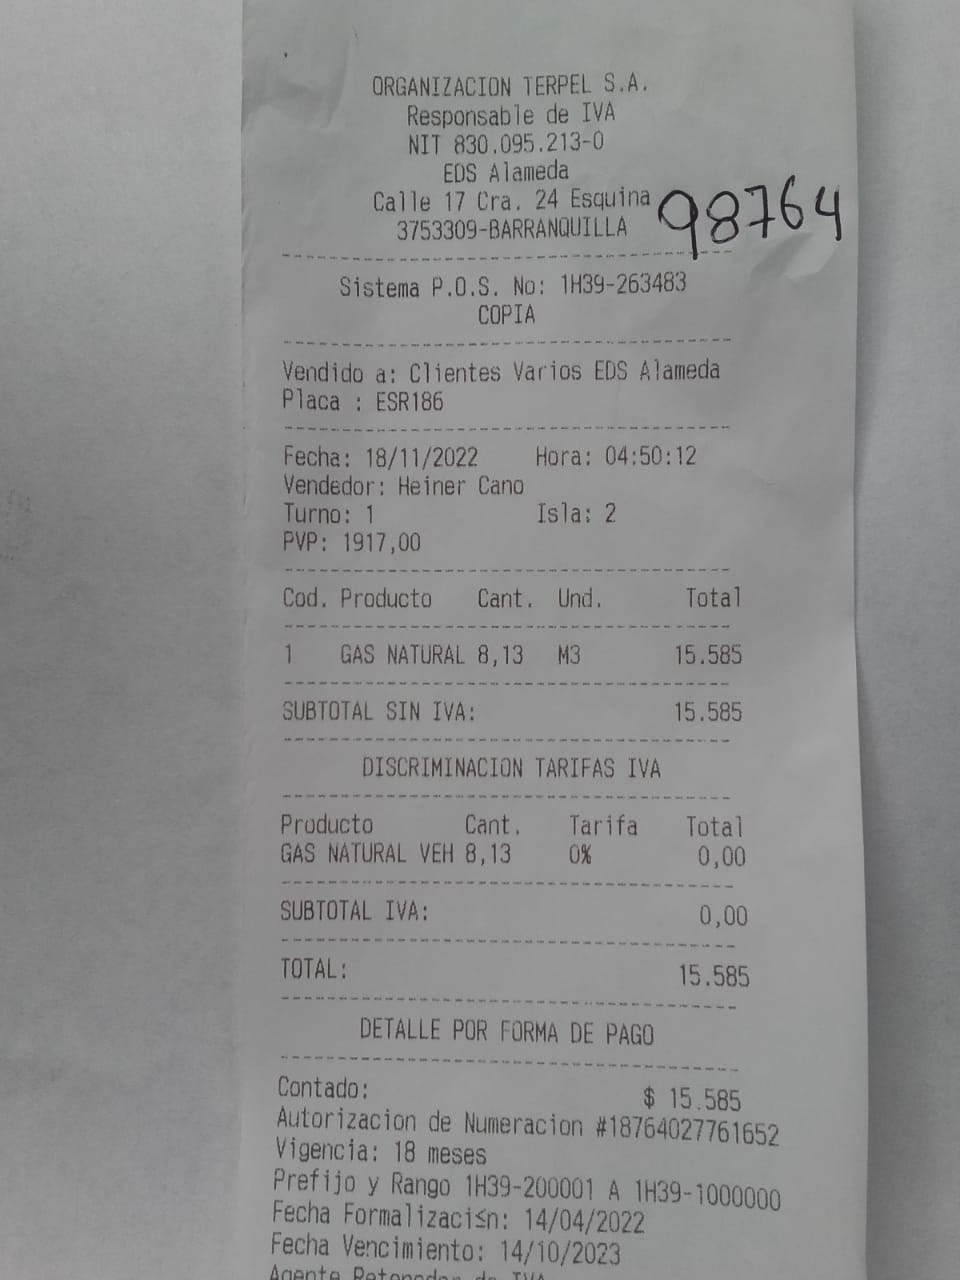 ORGANIZACION TERPEL S.A.
Responsable de IVA
NIT 830.095.213-0
EDS Alameda
Calle 17 Cra. 24 Esquina
3753309-BARRANQUILLA
98764
Sistema P.O.S. No: 1H39-263483
COPIA
Vendido a: Clientes Varios EDS Alameda
Placa : ESR186
Fecha: 18/11/2022 Hora: 04:50:12
Vendedor: Heiner Cano
Turno: 1 Isla: 2
PVP: 1917,00
Cod. Producto Cant. Und. Total
1 GAS NATURAL 8,13 M3 15.585
SUBTOTAL SIN IVA: 15.585
DISCRIMINACION TARIFAS IVA
Producto Cant. Tarifa Total
GAS NATURAL VEH 8,13 0% 0,00
SUBTOTAL IVA: 0,00
TOTAL: 15.585
DETALLE POR FORMA DE PAGO
Contado: $ 15.585
Autorizacion de Numeracion #18764027761652
Vigencia: 18 meses
Prefijo y Rango 1H39-200001 A 1H39-1000000
Fecha Formalizaci≤n: 14/04/2022
Fecha Vencimiento: 14/10/2023
Agente Retenedor de IVA